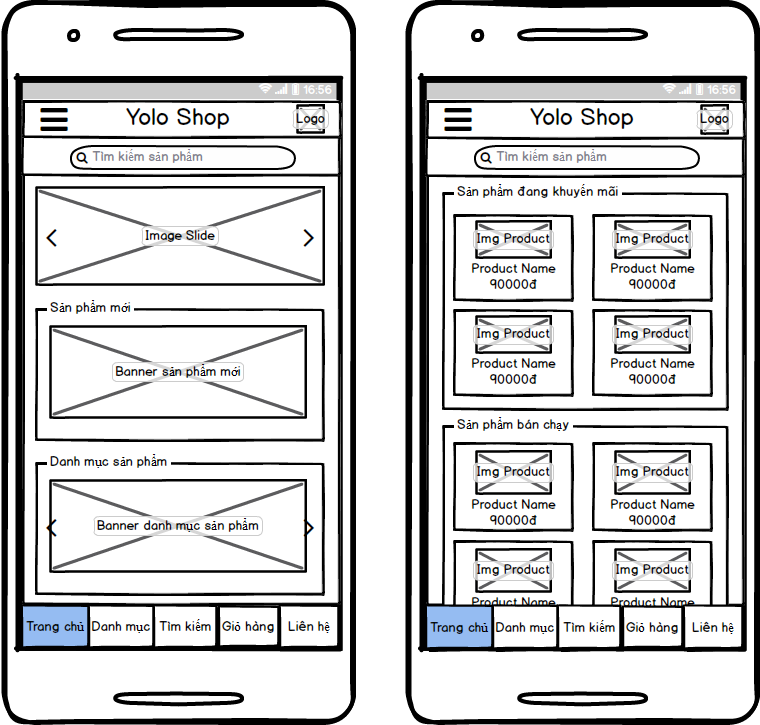 16:56
Yolo Shop
Logo
Tìm kiếm sản phẩm
Image Slide
Sản phẩm mới
Banner sản phẩm mới
Danh mục sản phẩm
Banner danh mục sản phẩm
Trang chủ Danh mục Tìm kiếm Giỏ hàng Liên hệ
16:56
Yolo Shop
Logo
Tìm kiếm sản phẩm
Sản phẩm đang khuyến mãi
Img Product Img Product
Product Name Product Name
90000đ 90000đ
Img Product Img Product
Product Name Product Name
90000đ 90000đ
Sản phẩm bán chạy
Img Product Img Product
Product Name Product Name
90000đ 90000đ
Img Product Img Product
Product Name Product Name
Trang chủ Danh mục Tìm kiếm Giỏ hàng Liên hệ